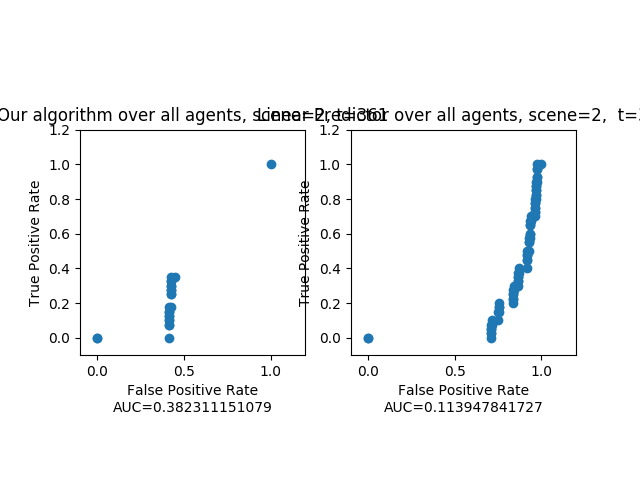 Our algorithm over all agents, scene=2, t=361
Linear Predictor over all agents, scene=2, t=
1.2
1.0
0.8
0.6
0.4
0.2
0.0
True Positive Rate
0.0 0.5 1.0
False Positive Rate
AUC=0.382311151079
1.2
1.0
0.8
0.6
0.4
0.2
0.0
True Positive Rate
0.0 0.5 1.0
False Positive Rate
AUC=0.113947841727